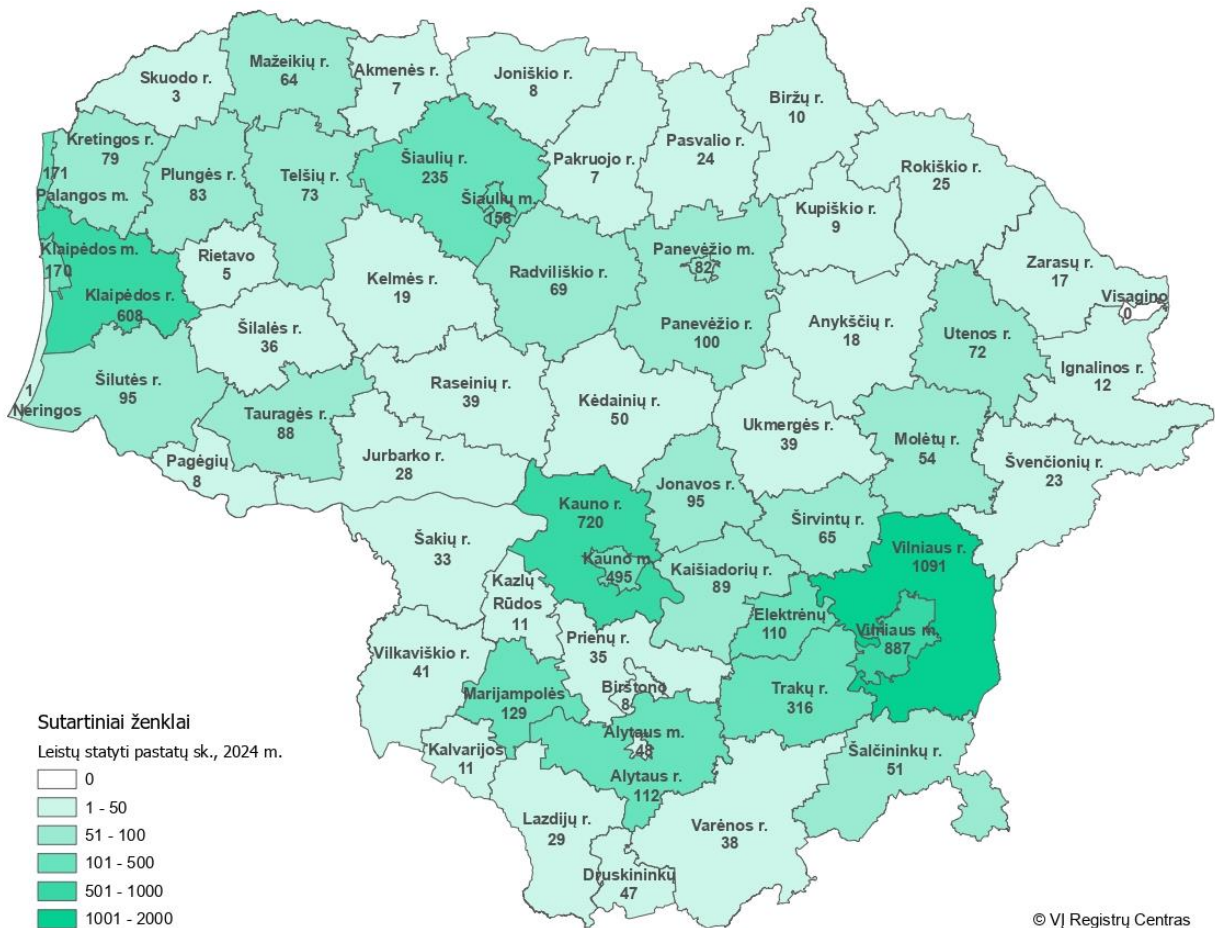 Skuodo r.
3
Mažeikių r.
64
Akmenės r.
7
Joniškio r.
8
Biržų r.
10
Kretingos r.
79
171
Palangos m.
Plungės r.
83
Telšių r.
73
Šiaulių r.
235
Šiaulių m.
158
Pakruojo r.
7
Pasvalio r.
24
Rokiškio r.
25
Kupiškio r.
9
Klaipėdos m.
170
Klaipėdos r.
608
Rietavo
5
Kelmės r.
19
Radviliškio r.
69
Panevėžio m.
82
Panevėžio r.
100
Zarasų r.
17
Visagino
0
Anykščių r.
18
Utenos r.
72
Ignalinos r.
12
Šilalės r.
36
1
Neringos
Šilutės r.
95
Tauragės r.
88
Raseinių r.
39
Kėdainių r.
50
Ukmergės r.
39
Molėtų r.
54
Švenčionių r.
23
Pagėgių
8
Jurbarko r.
28
Kauno r.
720
Kauno m.
495
Jonavos r.
95
Širvintų r.
65
Vilniaus r.
1091
Vilniaus m.
887
Šakių r.
33
Kazlų
Rūdos
11
Kaišiadorių r.
89
Elektrėnų
110
Prienų r.
35
Birštono
8
Vilkaviškio r.
41
Marijampolės
129
Trakų r.
316
Kalvarijos
11
Alytaus m.
48
Alytaus r.
112
Šalčininkų r.
51
Lazdijų r.
29
Varėnos r.
38
Druskininkų
47
Sutartiniai ženklai
Leistų statyti pastatų sk., 2024 m.
0
1 - 50
51 - 100
101 - 500
501 - 1000
1001 - 2000
© VĮ Registrų Centras